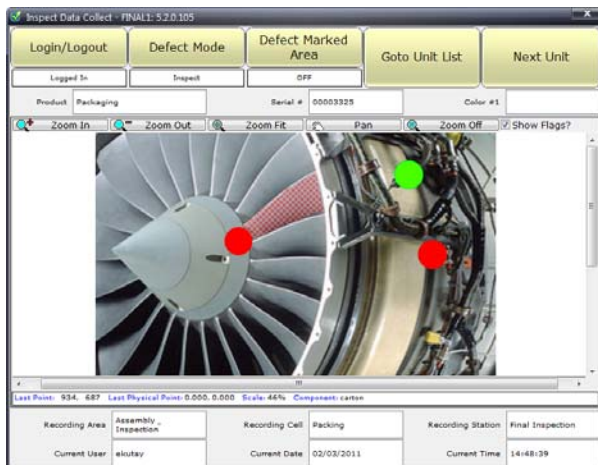 Inspect Data Collect - FINAL1: 5.2.0.105
Login/Logout
Defect Mode
Defect Marked
Area
Goto Unit List
Next Unit
Logged In
Inspect
OFF
Product
Packaging
Serial #
00003325
Color #1
Zoom In
Zoom Out
Zoom Fit
Pan
Zoom Off
Show Flags?
Last Point: 934, 687 Last Physical Point: 0.000, 0.000 Scale: 46% Component: carton
Recording Area
Assembly _
Inspection
Recording Cell
Packing
Recording Station
Final Inspection
Current User
akutay
Current Date
02/03/2011
Current Time
14:48:39